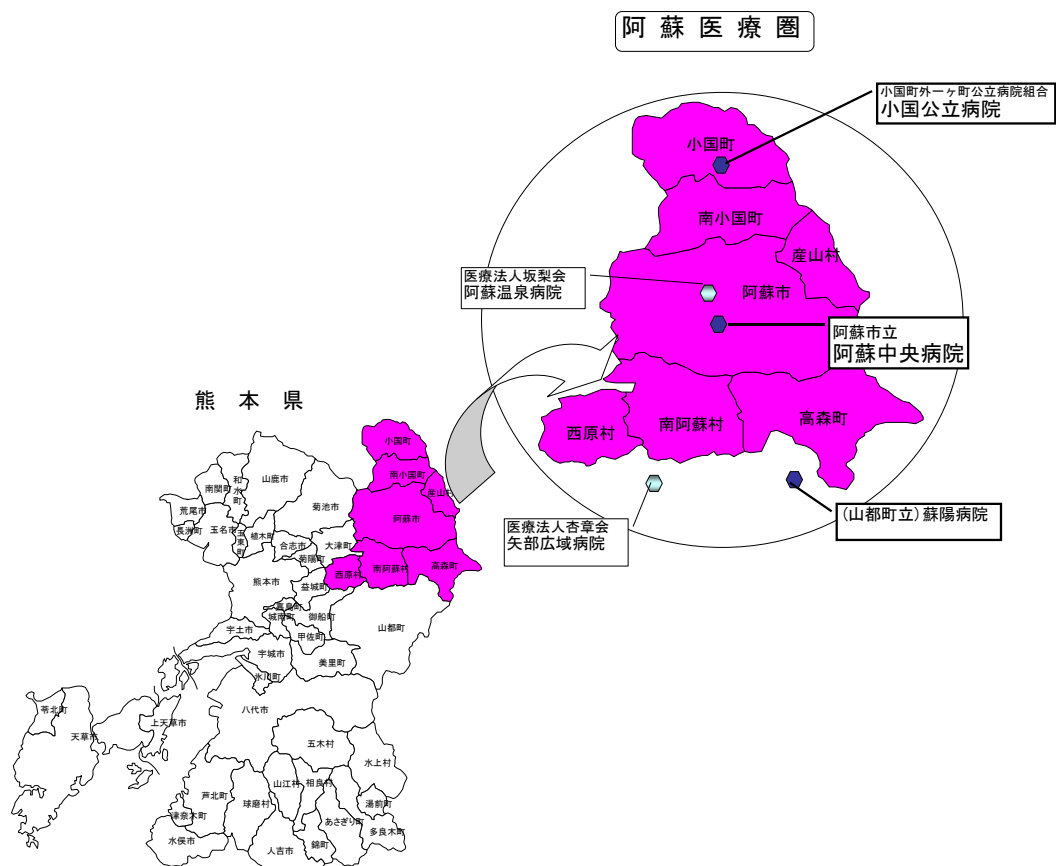 阿蘇医療圏
小国町外一ヶ町公立病院組合
小国公立病院
小国町
南小国町
産山村
医療法人坂梨会
阿蘇温泉病院
阿蘇市
阿蘇市立
阿蘇中央病院
高森町
南阿蘇村
西原村
(山都町立)蘇陽病院
医療法人杏章会
矢部広域病院
熊本県
小国町
南小国町
産山村
阿蘇市
高森町
南阿蘇村
西原村
山鹿市
和水町
南関町
菊池市
荒尾市
玉名市
長洲町
玉東町
植木町
合志市
大津町
菊陽町
熊本市
益城町
嘉島町
城南町
御船町
山都町
宇土市
甲佐町
宇城市
美里町
氷川町
八代市
苓北町
天草市
上天草市
五木村
水上村
山江村
相良村
芦北町
球磨村
湯前町
津奈木町
あさぎり町
多良木町
水俣市
人吉市
錦町